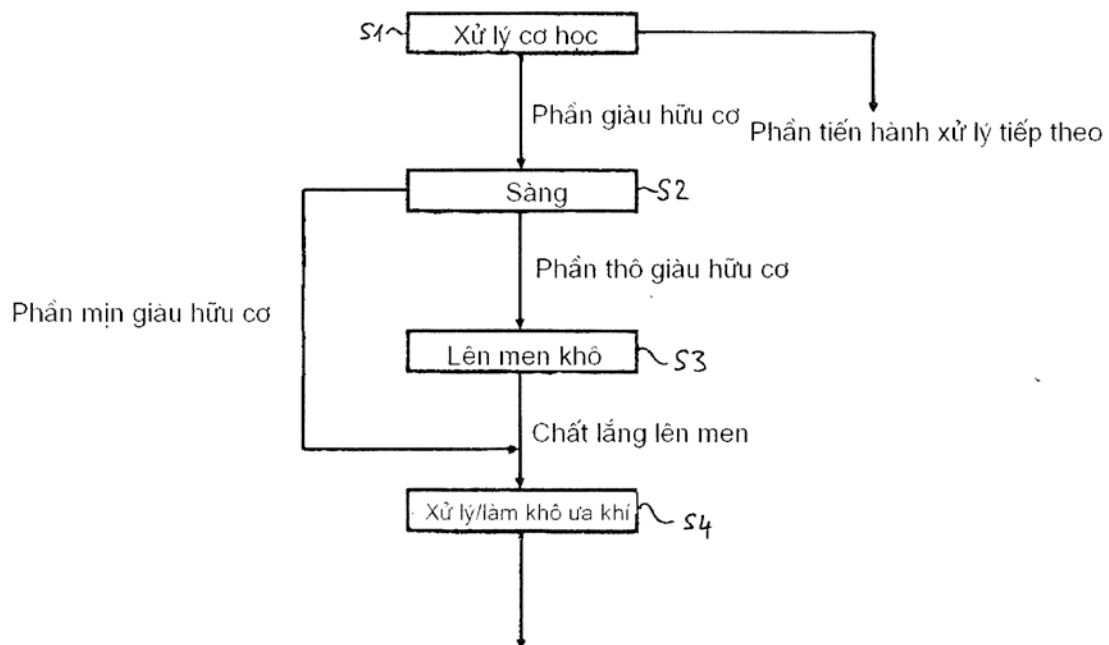 S1 Xử lý cơ học
Phần giàu hữu cơ
Phần tiến hành xử lý tiếp theo
Sàng S2
Phần thô giàu hữu cơ
Phần mịn giàu hữu cơ
Lên men khô S3
Chất lắng lên men
Xử lý/làm khô ưa khí S4